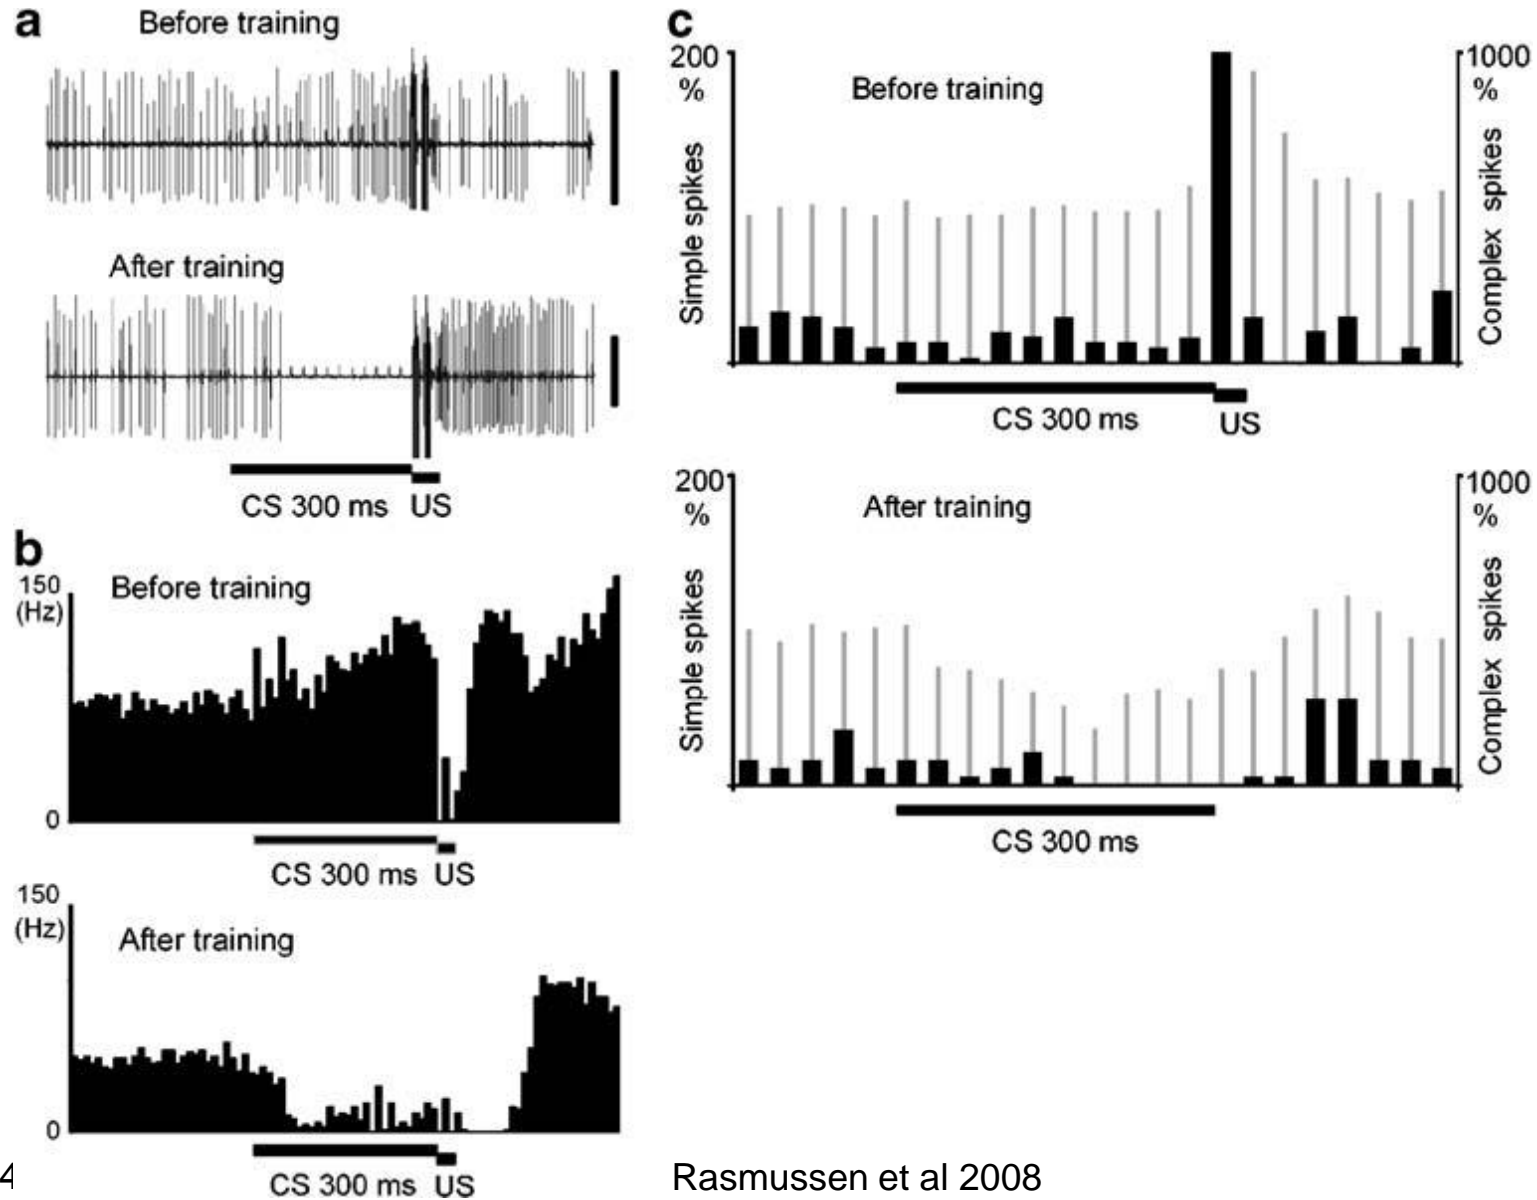 a
Before training
After training
CS 300 ms US
b
150
(Hz)
Before training
0
CS 300 ms US
150
(Hz)
After training
0
CS 300 ms US
c
200
%
Simple spikes
Before training
1000
%
Complex spikes
CS 300 ms
US
200
%
Simple spikes
After training
1000
%
Complex spikes
CS 300 ms
4
Rasmussen et al 2008